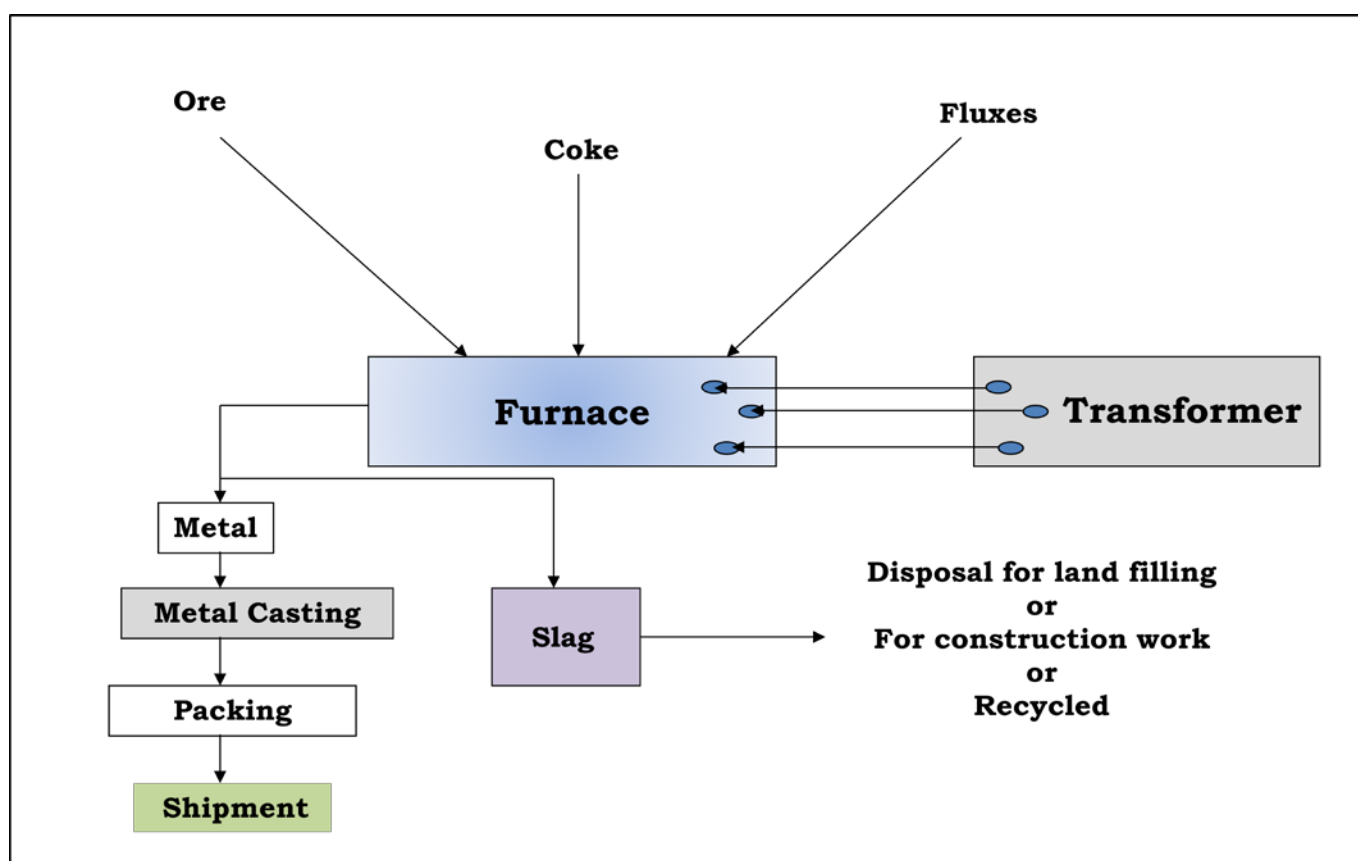 Ore
Coke
Fluxes
Furnace
Transformer
Metal
Metal Casting
Packing
Shipment
Slag
Disposal for land filling
or
For construction work
or
Recycled